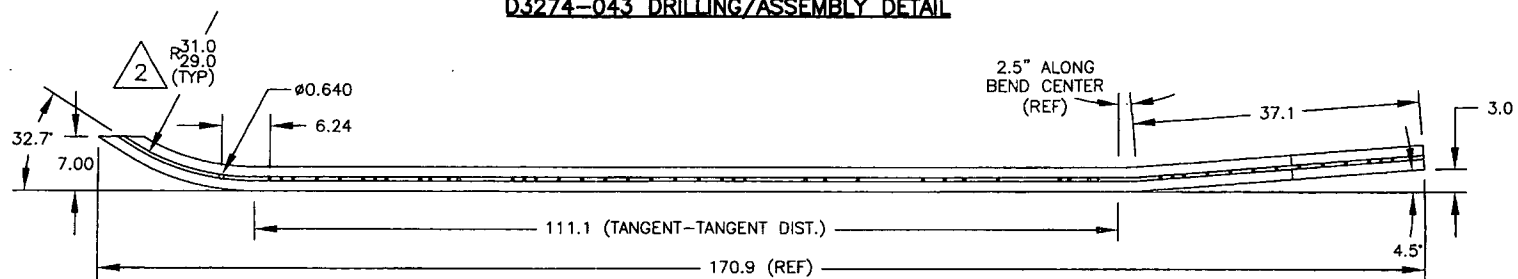 D3274-043 DRILLING/ASSEMBLY DETAIL
R31.0
29.0
(TYP)
2
ø0.640
2.5" ALONG
BEND CENTER
(REF)
6.24
37.1
3.0
32.7°
7.00
111.1 (TANGENT-TANGENT DIST.)
4.5°
170.9 (REF)